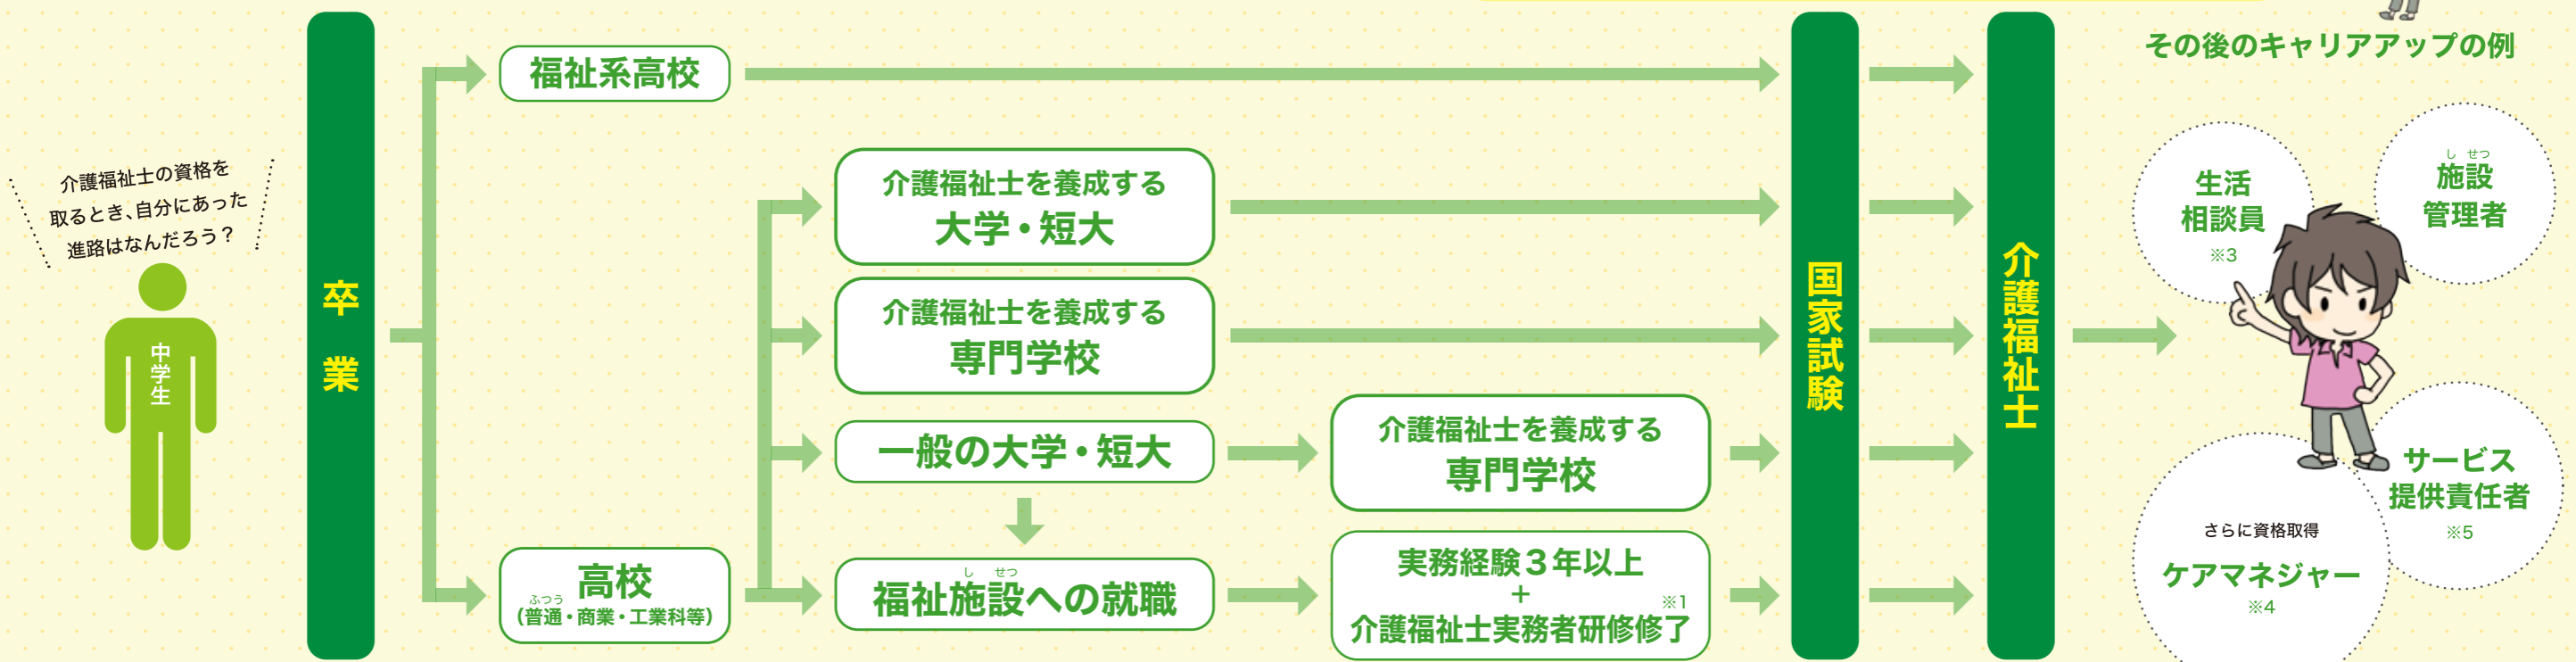 介護福祉士の資格を
取るとき、自分にあった
進路はなんだろう？
中学生
卒業
福祉系高校
高校
ふつう
（普通・商業・工業科等）
介護福祉士を養成する
大学・短大
介護福祉士を養成する
専門学校
一般の大学・短大
し せつ
福祉施設への就職
介護福祉士を養成する
専門学校
実務経験３年以上
＋
※1
介護福祉士実務者研修修了
国家試験
介護福祉士
その後のキャリアアップの例
生活
相談員
※3
し せつ
施設
管理者
サービス
提供責任者
※5
さらに資格取得
ケアマネジャー
※4